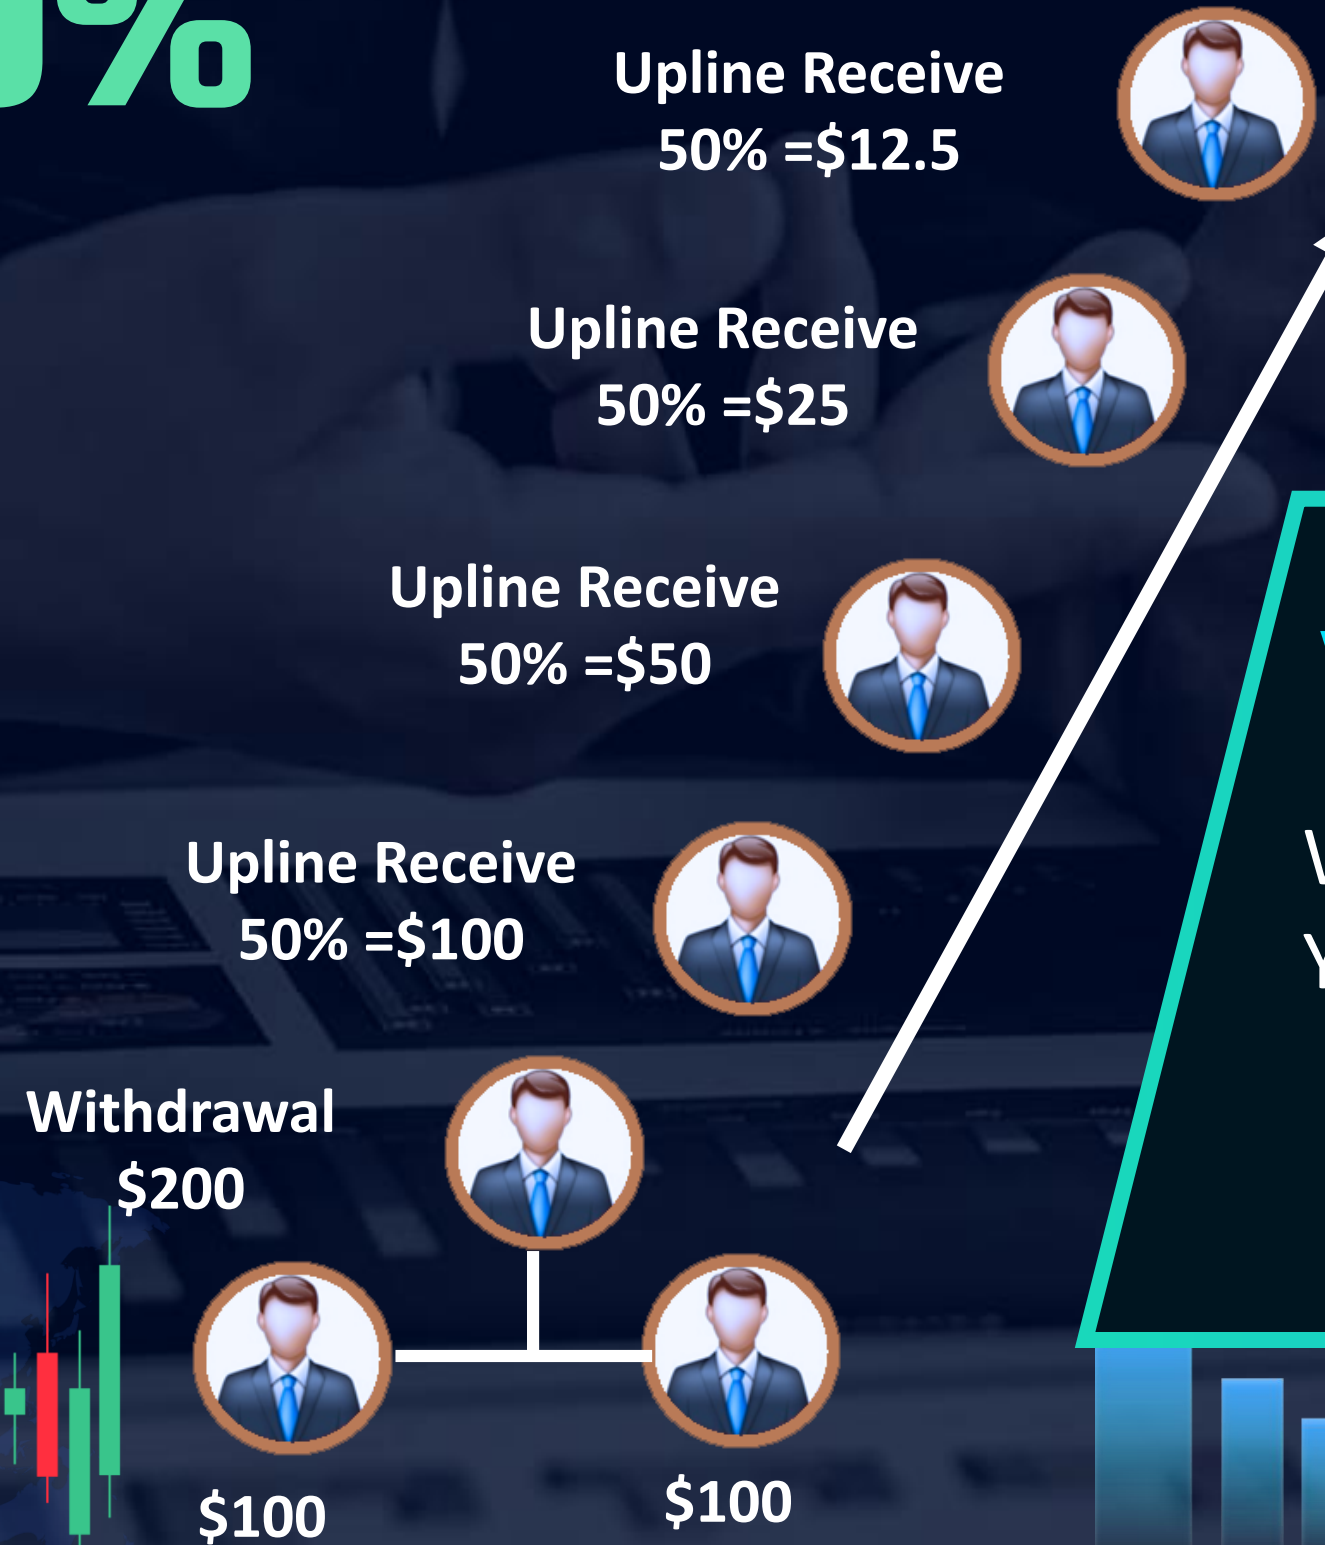 0%
Upline Receive
50% =$12.5
Upline Receive
50% =$25
Upline Receive
50% =$50
Upline Receive
50% =$100
Withdrawal
$200
$100
$100